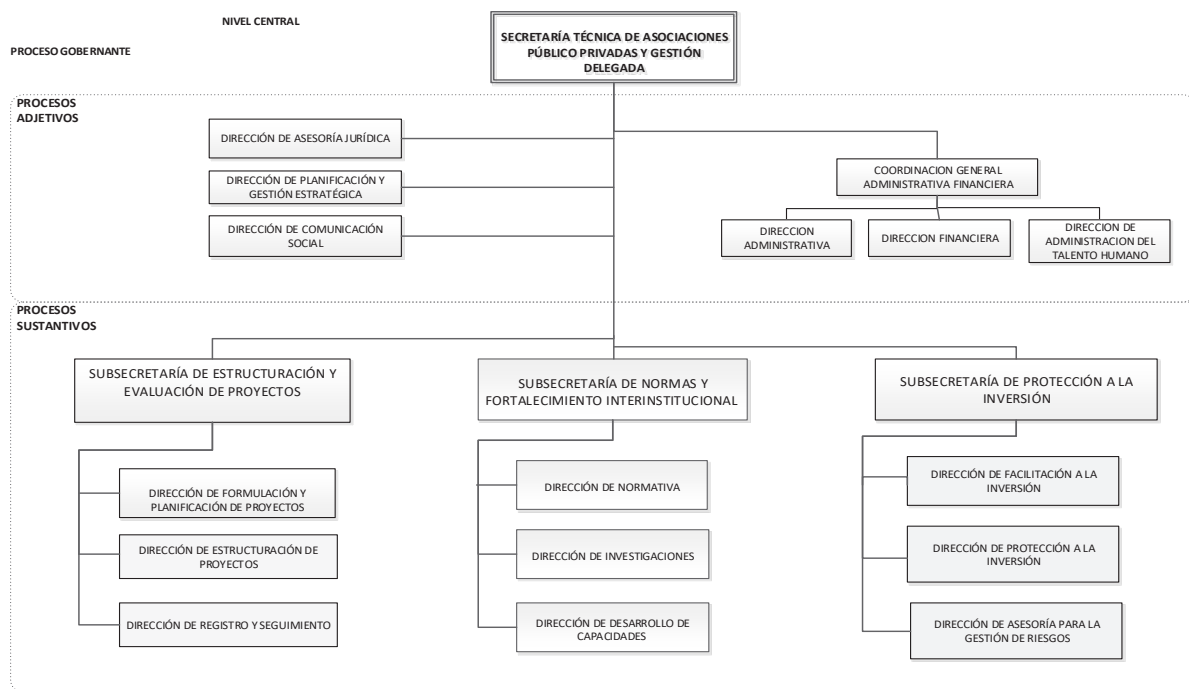 NIVEL CENTRAL
PROCESO GOBERNANTE
SECRETARÍA TÉCNICA DE ASOCIACIONES
PÚBLICO PRIVADAS Y GESTIÓN
DELEGADA
PROCESOS
ADJETIVOS
DIRECCIÓN DE ASESORÍA JURÍDICA
DIRECCIÓN DE PLANIFICACIÓN Y
GESTIÓN ESTRATÉGICA
DIRECCIÓN DE COMUNICACIÓN
SOCIAL
COORDINACION GENERAL
ADMINISTRATIVA FINANCIERA
DIRECCION
ADMINISTRATIVA
DIRECCION FINANCIERA
DIRECCION DE
ADMINISTRACION DEL
TALENTO HUMANO
PROCESOS
SUSTANTIVOS
SUBSECRETARÍA DE ESTRUCTURACIÓN Y
EVALUACIÓN DE PROYECTOS
DIRECCIÓN DE FORMULACIÓN Y
PLANIFICACIÓN DE PROYECTOS
DIRECCIÓN DE ESTRUCTURACIÓN DE
PROYECTOS
DIRECCIÓN DE REGISTRO Y SEGUIMIENTO
SUBSECRETARÍA DE NORMAS Y
FORTALECIMIENTO INTERINSTITUCIONAL
DIRECCIÓN DE NORMATIVA
DIRECCIÓN DE INVESTIGACIONES
DIRECCIÓN DE DESARROLLO DE
CAPACIDADES
SUBSECRETARÍA DE PROTECCIÓN A LA
INVERSIÓN
DIRECCIÓN DE FACILITACIÓN A LA
INVERSIÓN
DIRECCIÓN DE PROTECCIÓN A LA
INVERSIÓN
DIRECCIÓN DE ASESORÍA PARA LA
GESTIÓN DE RIESGOS